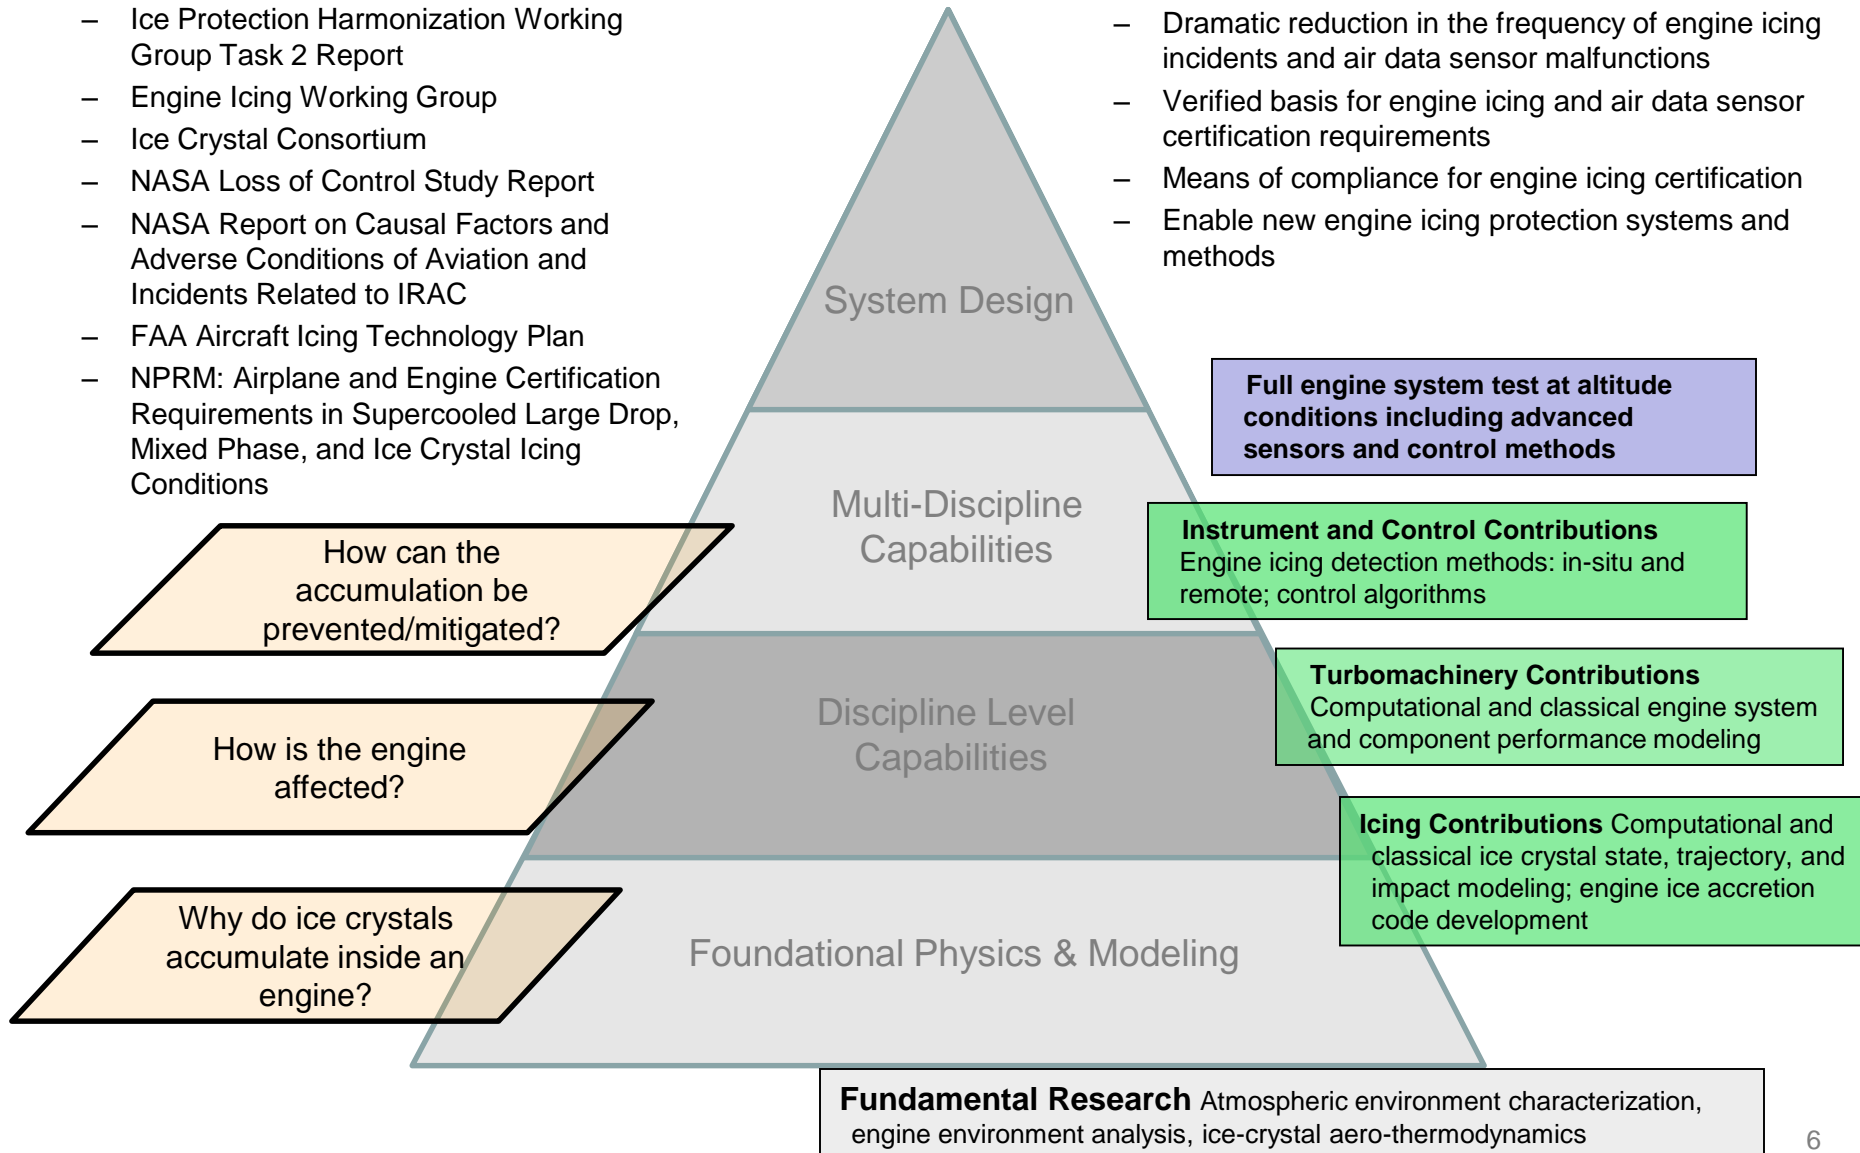 – Ice Protection Harmonization Working
Group Task 2 Report
– Engine Icing Working Group
– Ice Crystal Consortium
– NASA Loss of Control Study Report
– NASA Report on Causal Factors and
Adverse Conditions of Aviation and
Incidents Related to IRAC
– FAA Aircraft Icing Technology Plan
– NPRM: Airplane and Engine Certification
Requirements in Supercooled Large Drop,
Mixed Phase, and Ice Crystal Icing
Conditions
– Dramatic reduction in the frequency of engine icing
incidents and air data sensor malfunctions
– Verified basis for engine icing and air data sensor
certification requirements
– Means of compliance for engine icing certification
– Enable new engine icing protection systems and
methods
System Design
Multi-Discipline
Capabilities
Discipline Level
Capabilities
Foundational Physics & Modeling
How can the
accumulation be
prevented/mitigated?
How is the engine
affected?
Why do ice crystals
accumulate inside an
engine?
Full engine system test at altitude
conditions including advanced
sensors and control methods
Instrument and Control Contributions
Engine icing detection methods: in-situ and
remote; control algorithms
Turbomachinery Contributions
Computational and classical engine system
and component performance modeling
Icing Contributions Computational and
classical ice crystal state, trajectory, and
impact modeling; engine ice accretion
code development
Fundamental Research Atmospheric environment characterization,
engine environment analysis, ice-crystal aero-thermodynamics
6